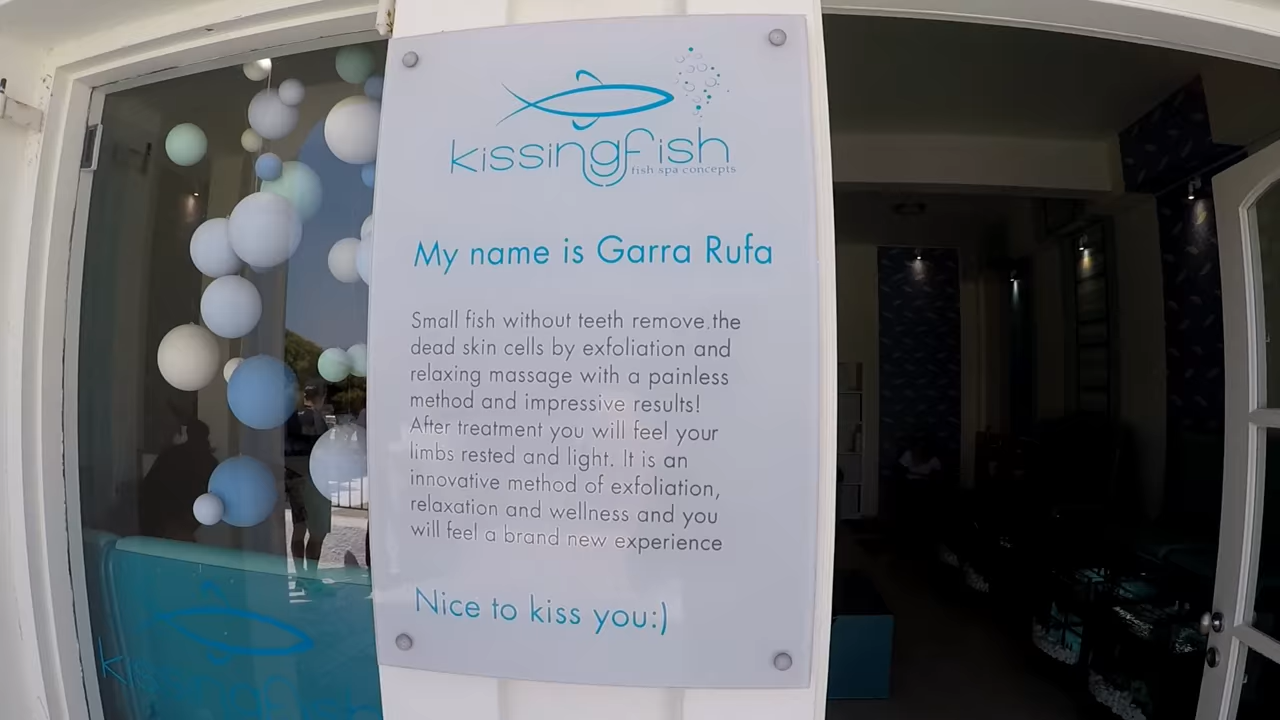 kissingfish
fish spa concepts
My name is Garra Rufa
Small fish without teeth remove the
dead skin cells by exfoliation and
relaxing massage with a painless
method and impressive results!
After treatment you will feel your
limbs rested and light. It is an
innovative method of exfoliation,
relaxation and wellness and you
will feel a brand new experience
Nice to kiss you:)
kissingfish